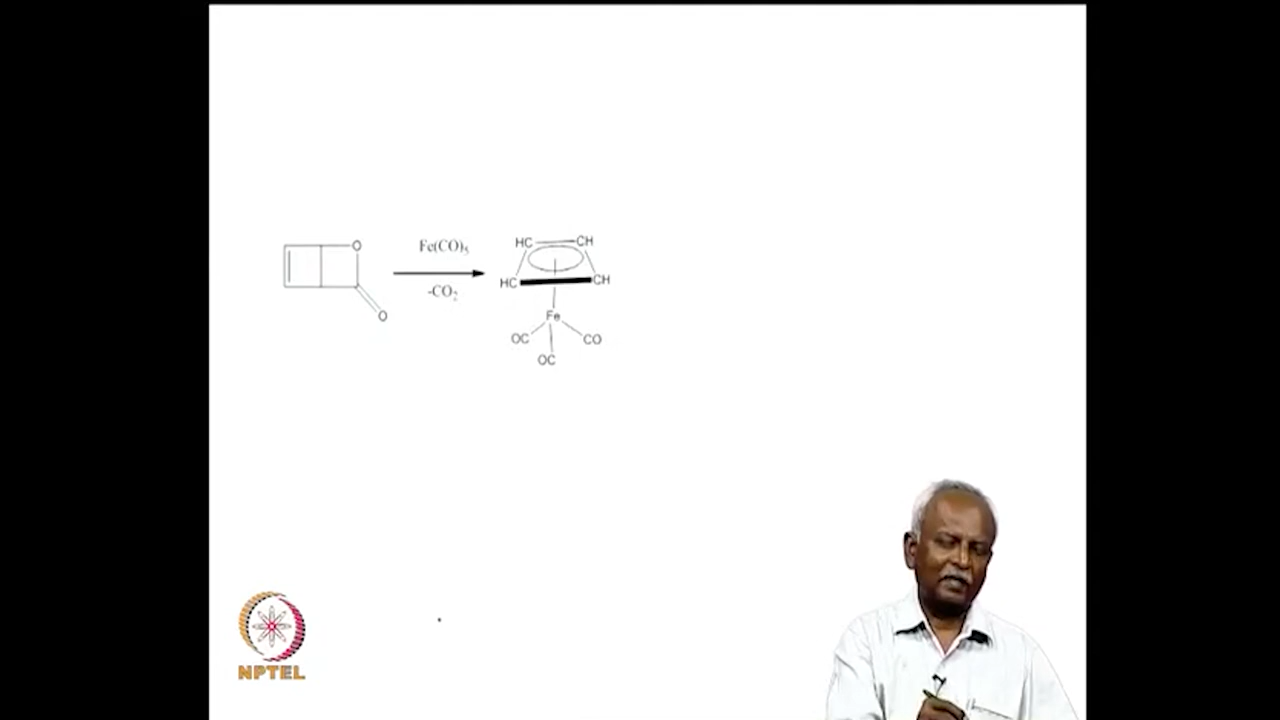 O
O
Fe(CO)5
-CO2
HC CH
HC CH
Fe
OC CO
OC
NPTEL